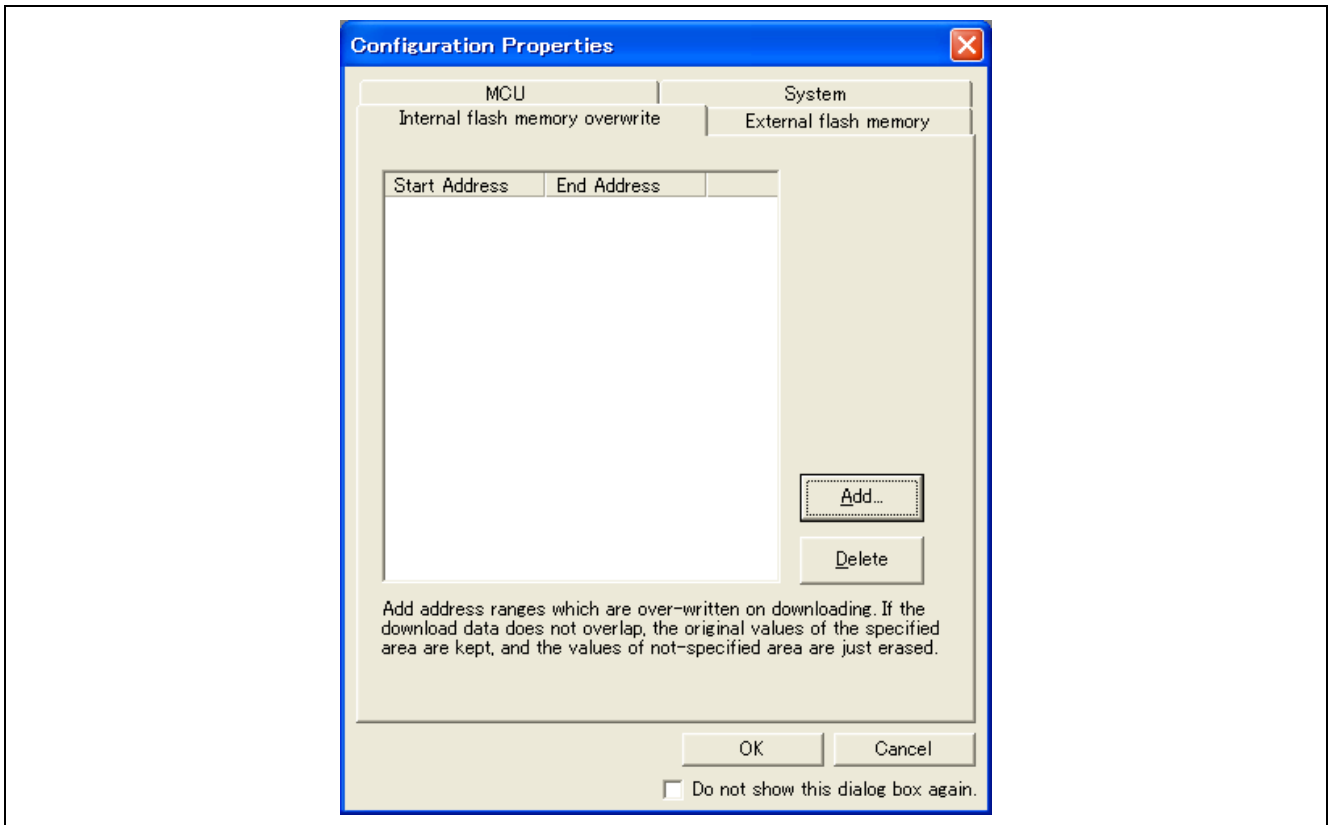 Configuration Properties
MCU
System
Internal flash memory overwrite
External flash memory
Start Address
End Address
Add...
Delete
Add address ranges which are over-written on downloading. If the
download data does not overlap, the original values of the specified
area are kept, and the values of not-specified area are just erased.
OK
Cancel
Do not show this dialog box again.